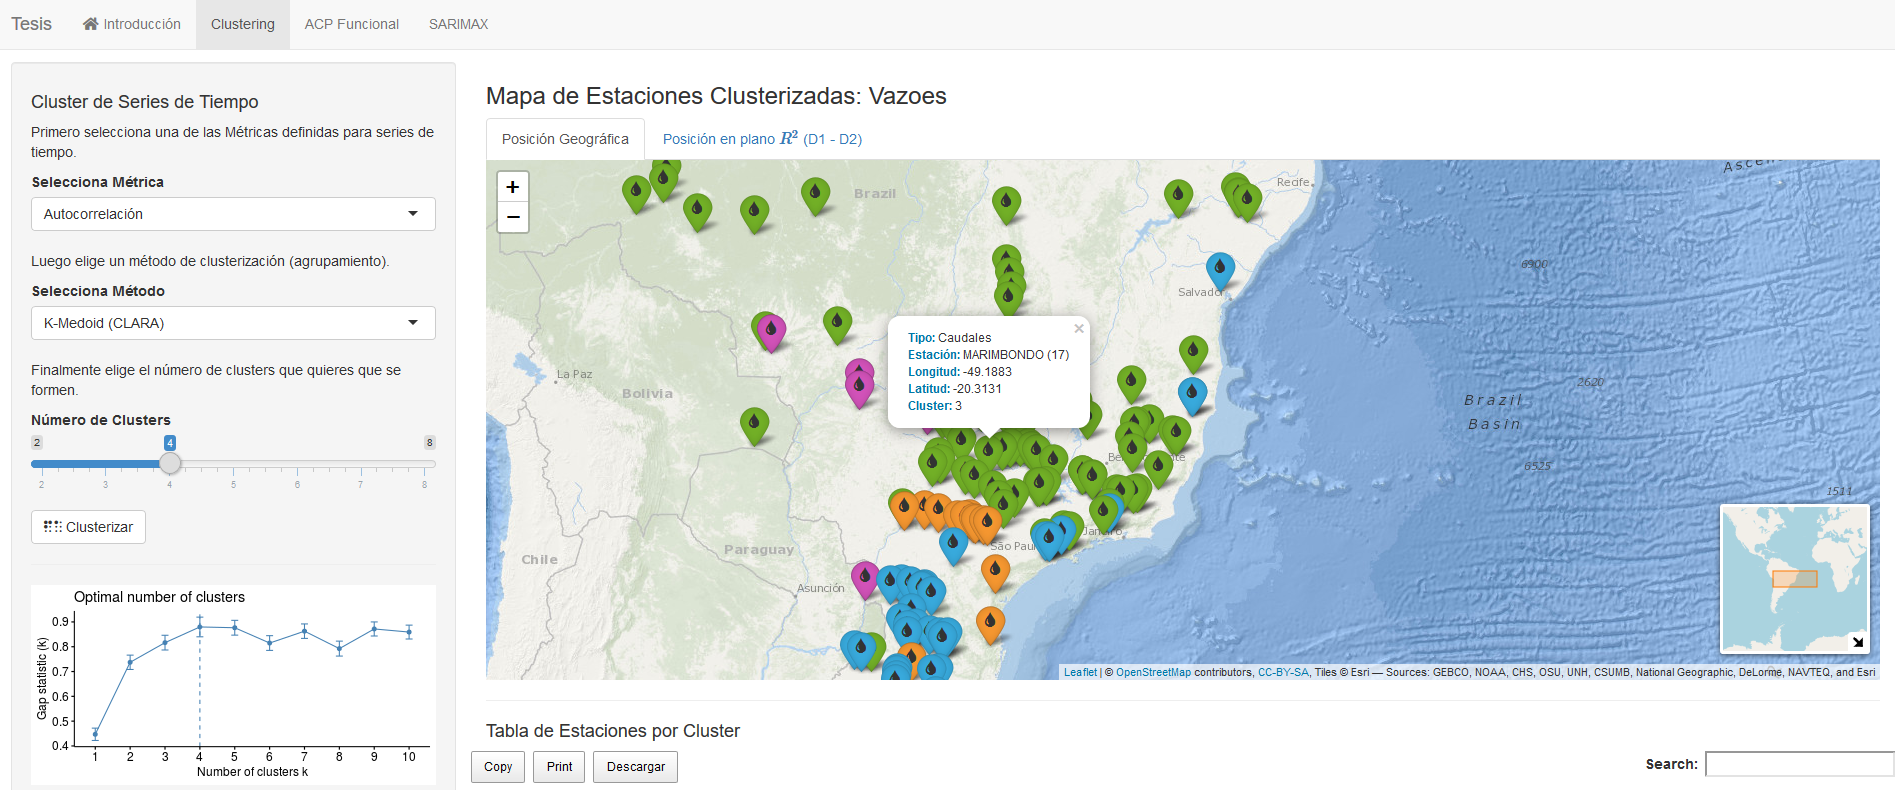 Tesis
Introducción
Clustering
ACP Funcional
SARIMAX
Cluster de Series de Tiempo
Primero selecciona una de las Métricas definidas para series de
tiempo.
Selecciona Métrica
Autocorrelación
Luego elige un método de clusterización (agrupamiento).
Selecciona Método
K-Medoid (CLARA)
Finalmente elige el número de clusters que quieres que se
formen.
Número de Clusters
2 4 8
2 3 4 5 6 7 8
Clusterizar
Optimal number of clusters
Gap statistic (k)
0.9
0.8
0.7
0.6
0.5
0.4
1 2 3 4 5 6 7 8 9 10
Number of clusters k
Mapa de Estaciones Clusterizadas: Vazoes
Posición Geográfica
Posición en plano R² (D1 - D2)
+
−
Brazil
Recife
Salvador
La Paz
Bolivia
Paraguay
Chile
Asunción
6900
2620
Brazil
Basin
6525
1511
Tipo: Caudales
Estación: MARIMBONDO (17)
Longitud: -49.1883
Latitud: -20.3131
Cluster: 3
×
Leaflet | © OpenStreetMap contributors, CC-BY-SA, Tiles © Esri — Sources: GEBCO, NOAA, CHS, OSU, UNH, CSUMB, National Geographic, DeLorme, NAVTEQ, and Esri
Tabla de Estaciones por Cluster
Copy
Print
Descargar
Search: